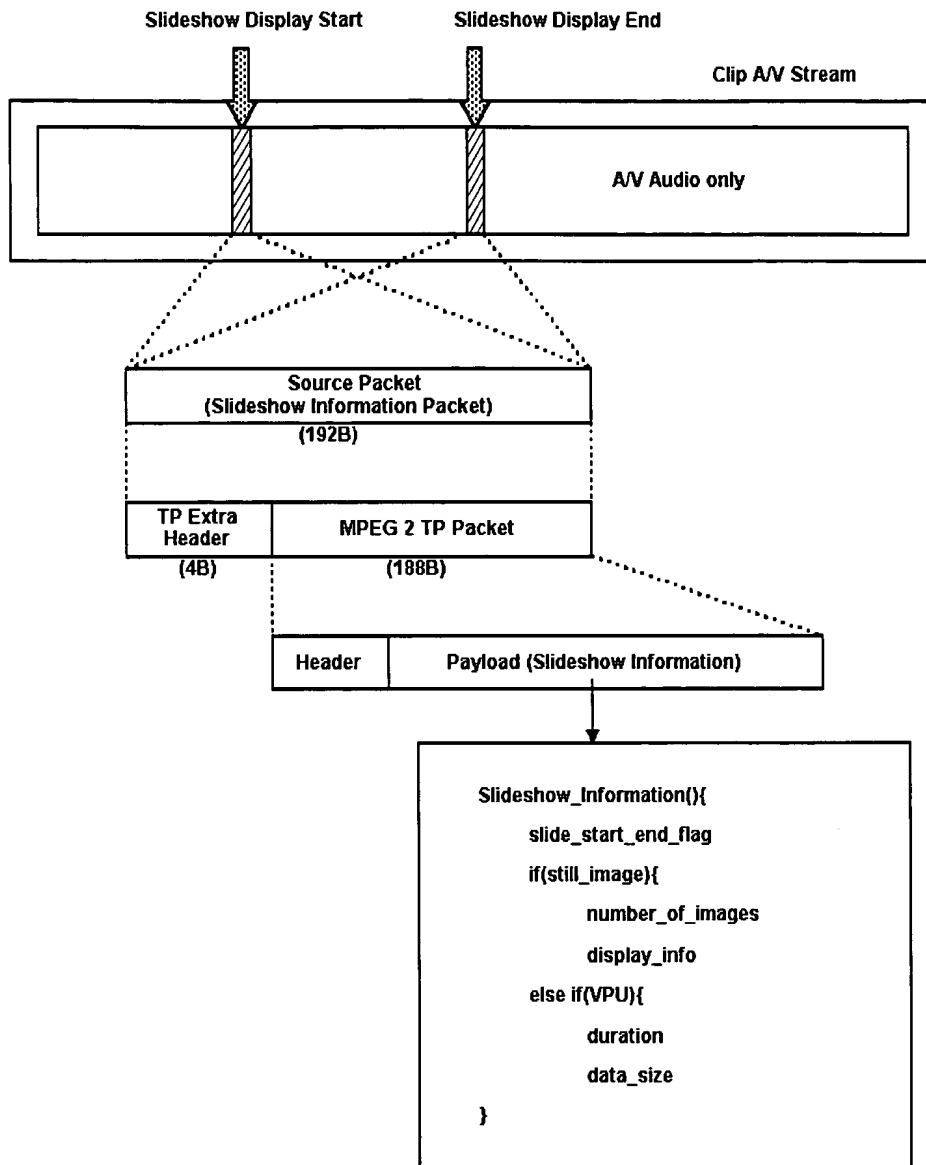 Slideshow Display Start
Slideshow Display End
Clip A/V Stream
A/V Audio only
Source Packet
(Slideshow Information Packet)
(192B)
TP Extra
Header
MPEG 2 TP Packet
(4B)
(188B)
Header
Payload (Slideshow Information)
Slideshow_Information(){
slide_start_end_flag
if(still_image){
number_of_images
display_info
else if(VPU){
duration
data_size
}